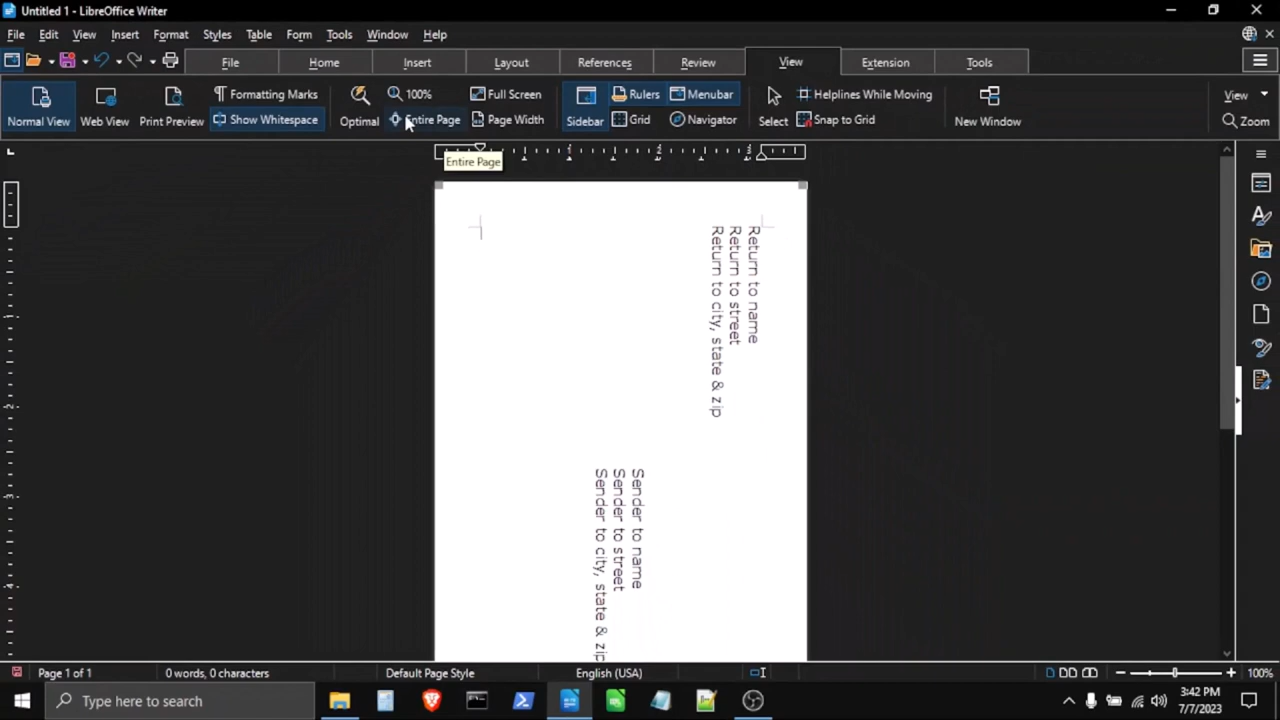 Untitled 1 - LibreOffice Writer
File Edit View Insert Format Styles Table Form Tools Window Help
File Home Insert Layout References Review View Extension Tools
Normal View Web View Print Preview Formatting Marks Show Whitespace Optimal 100% Entire Page Full Screen Page Width Sidebar Rulers Grid Menubar Navigator Select Helplines While Moving Snap to Grid New Window View Zoom
Entire Page
Return to name
Return to street
Return to city, state & zip
Sender to name
Sender to street
Sender to city, state & zip
Page 1 of 1 0 words, 0 characters Default Page Style English (USA) 100%
Type here to search
3:42 PM
7/7/2023